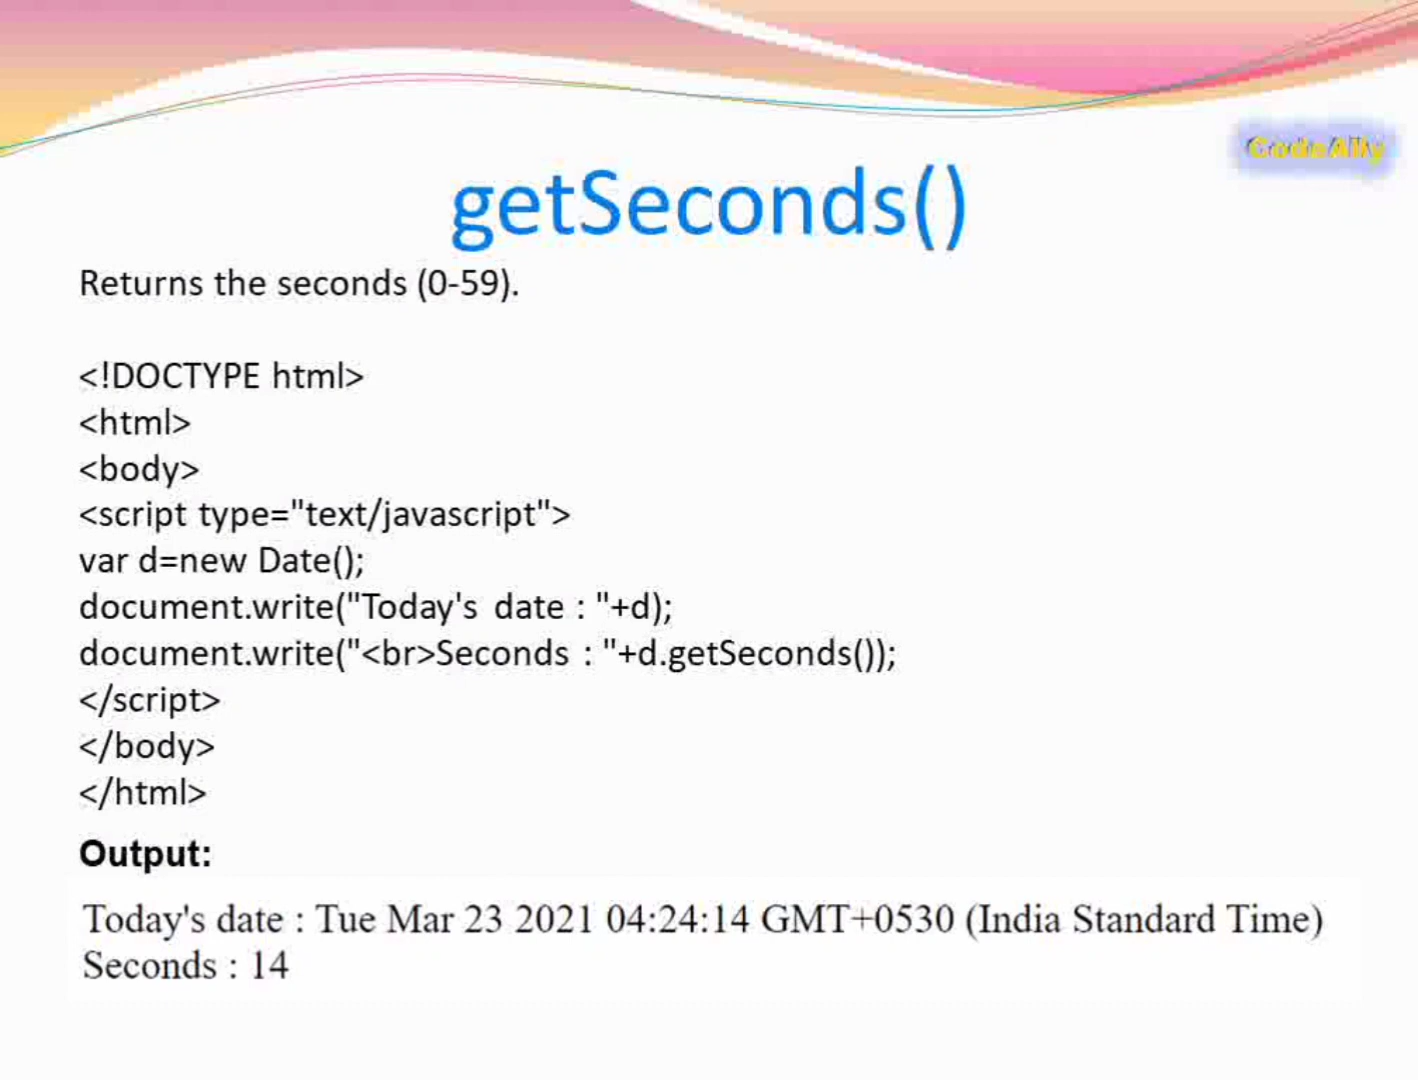 CodeAlly
getSeconds()
Returns the seconds (0-59).
<!DOCTYPE html>
<html>
<body>
<script type="text/javascript">
var d=new Date();
document.write("Today's date : "+d);
document.write("<br>Seconds : "+d.getSeconds());
</script>
</body>
</html>
Output:
Today's date : Tue Mar 23 2021 04:24:14 GMT+0530 (India Standard Time)
Seconds : 14